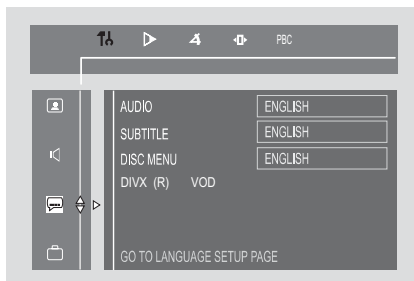 PBC
AUDIO ENGLISH
SUBTITLE ENGLISH
DISC MENU ENGLISH
DIVX (R) VOD
GO TO LANGUAGE SETUP PAGE